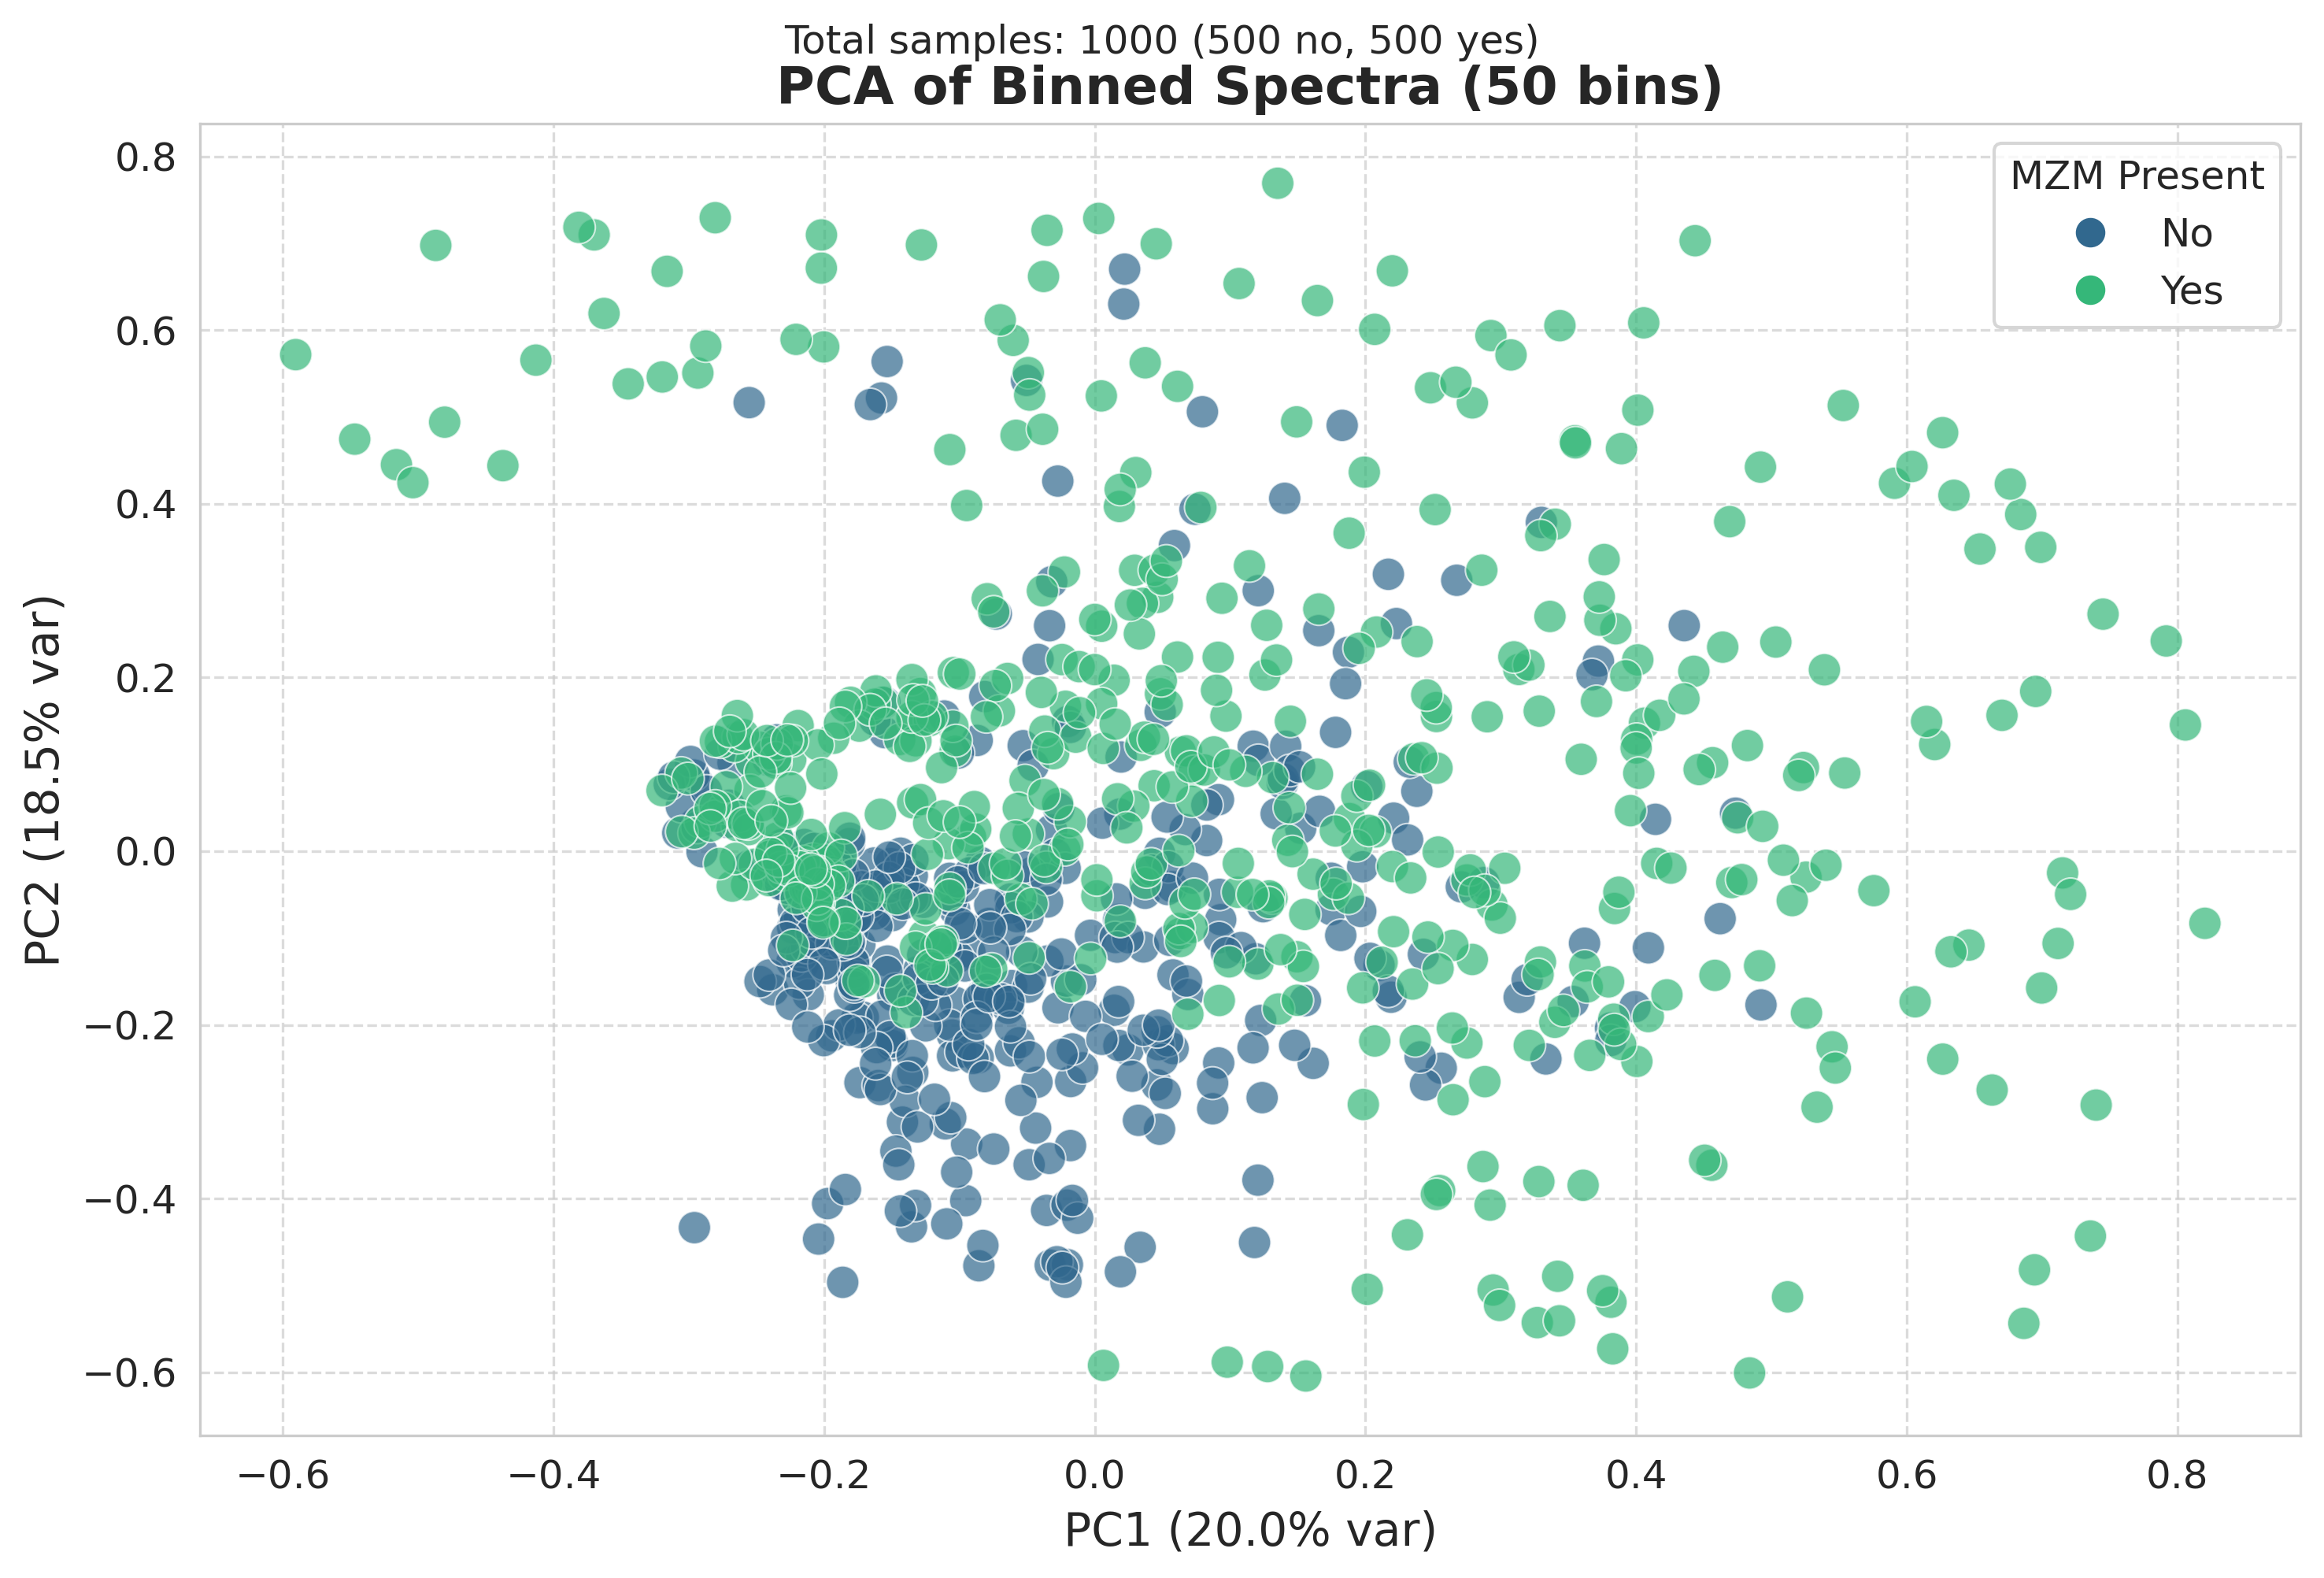 Total samples: 1000 (500 no, 500 yes)
PCA of Binned Spectra (50 bins)
MZM Present
No
Yes
PC2 (18.5% var)
0.8
0.6
0.4
0.2
0.0
−0.2
−0.4
−0.6
−0.6 −0.4 −0.2 0.0 0.2 0.4 0.6 0.8
PC1 (20.0% var)